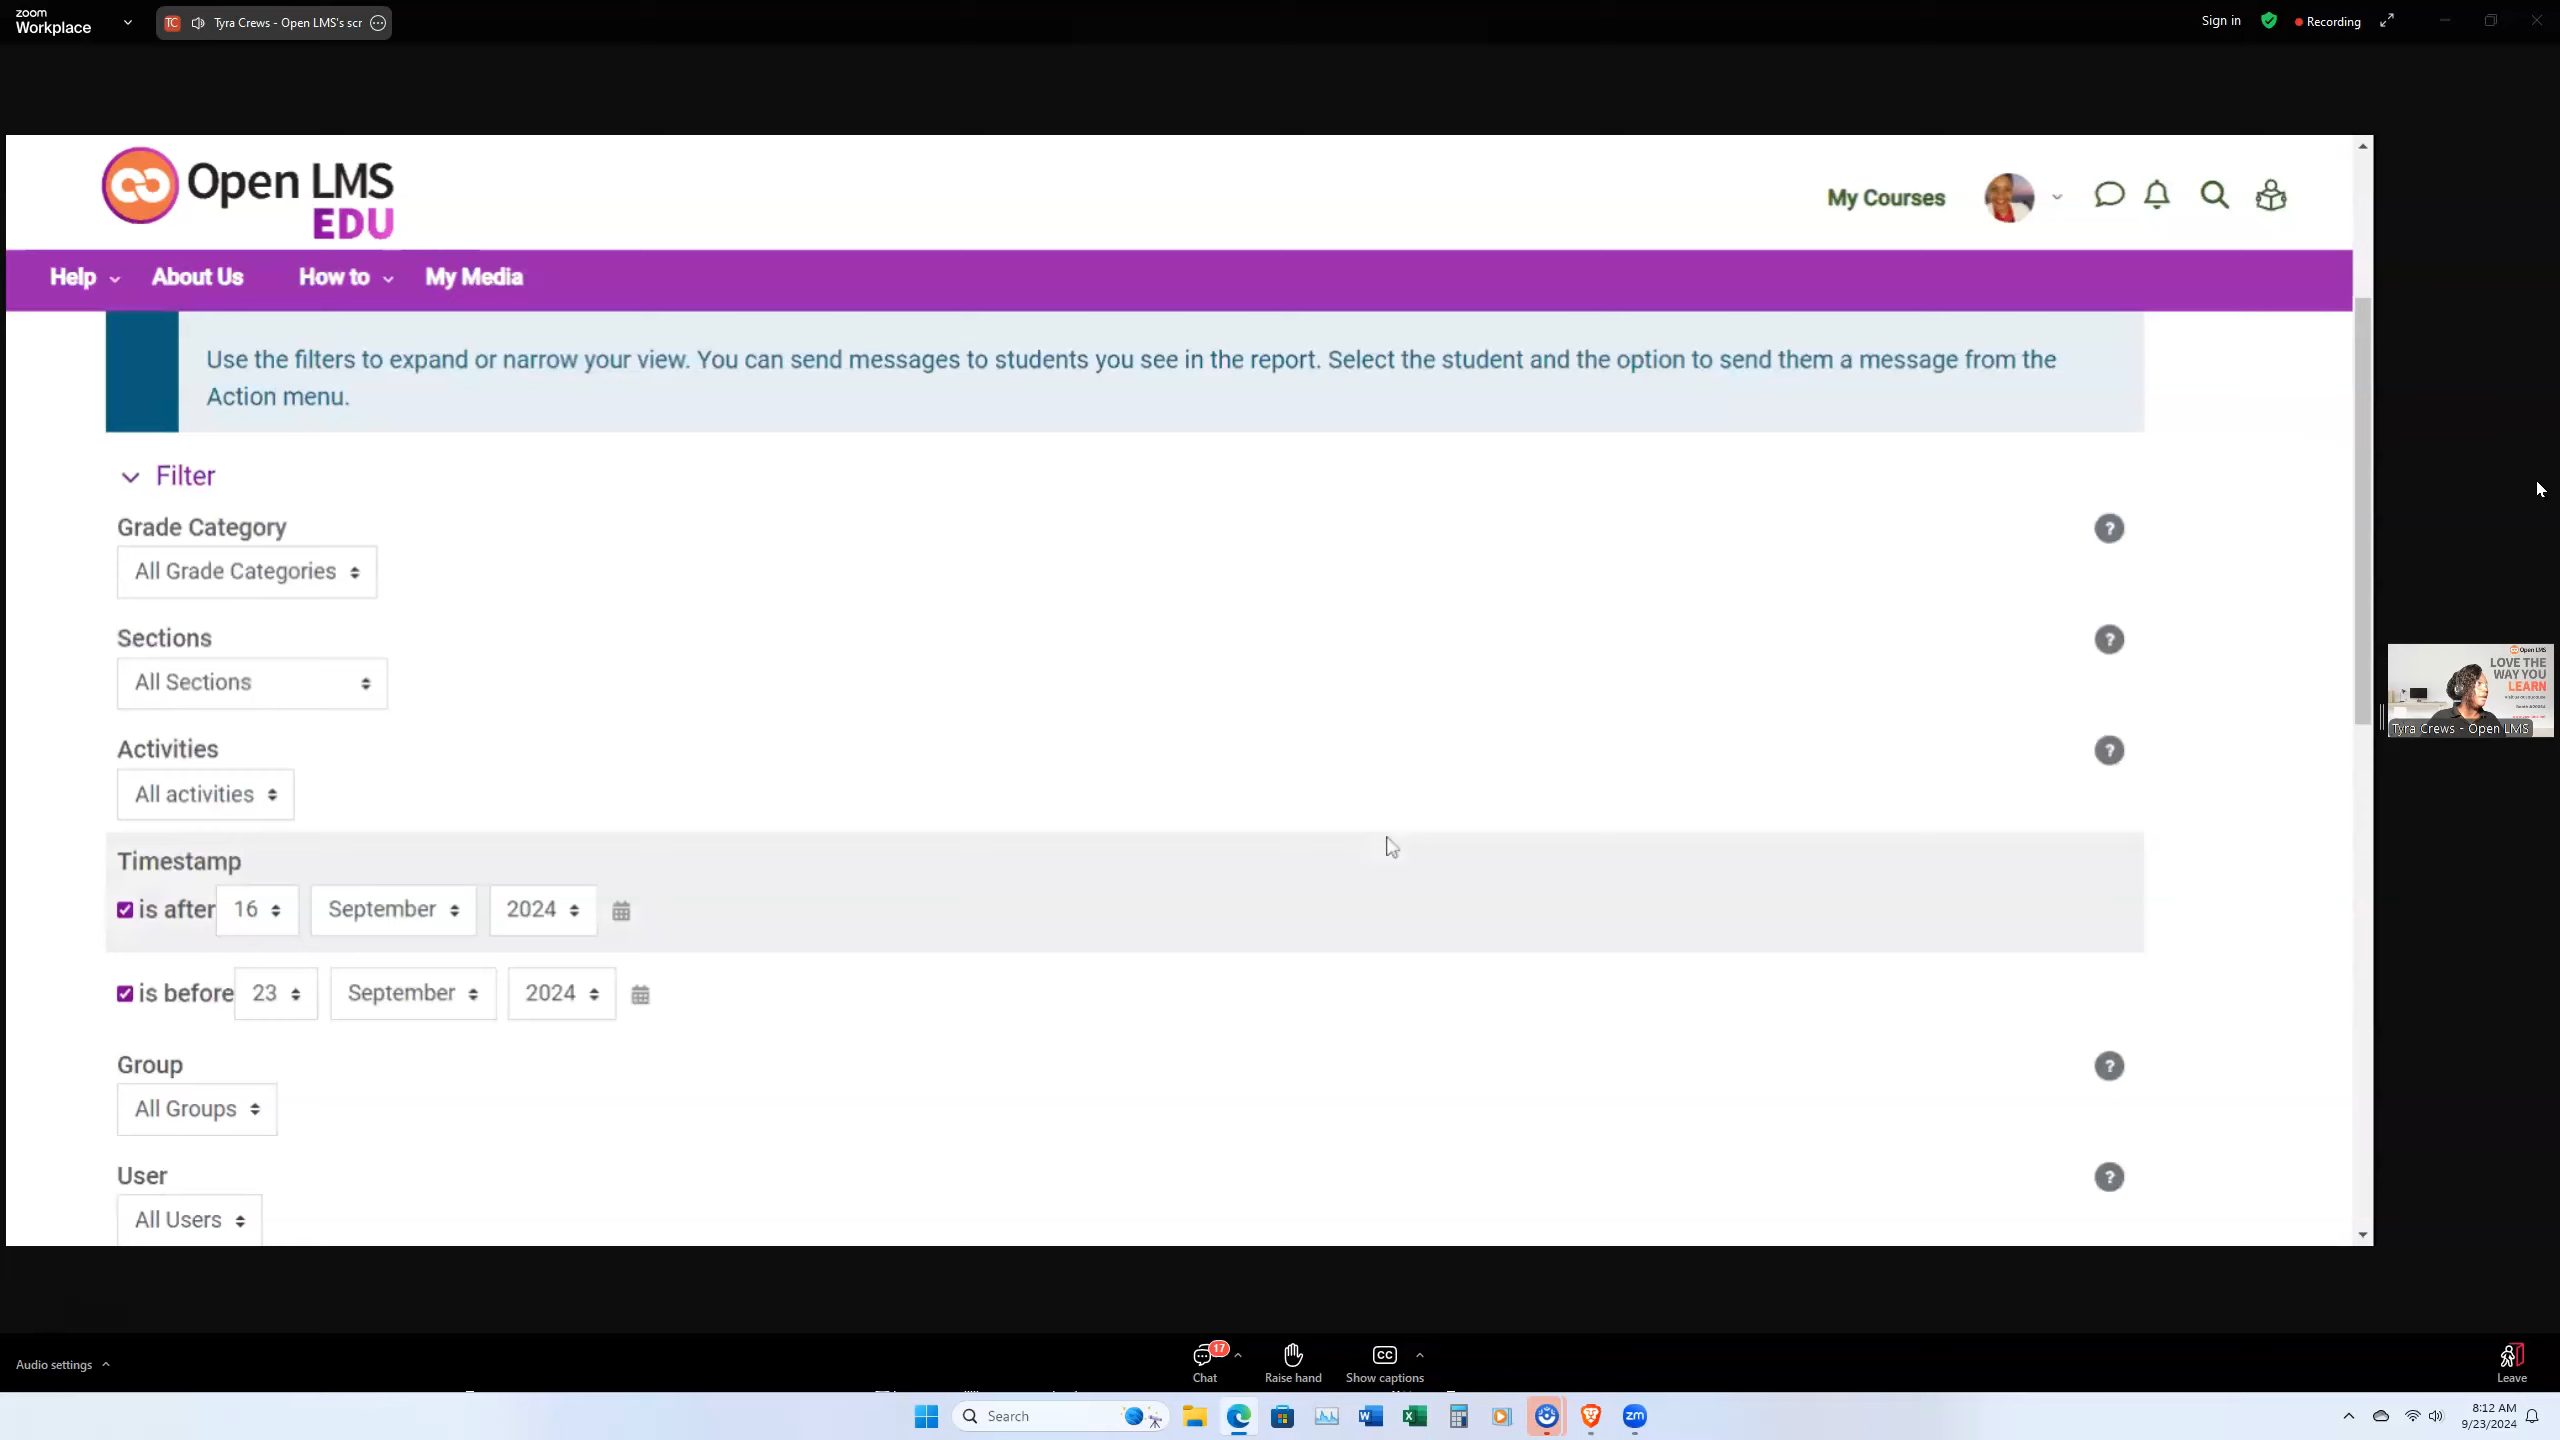 zoom
Workplace
TC
Tyra Crews - Open LMS's scr
Sign in
Recording
Open LMS
EDU
My Courses
Help
About Us
How to
My Media
Use the filters to expand or narrow your view. You can send messages to students you see in the report. Select the student and the option to send them a message from the
Action menu.
Filter
Grade Category
?
All Grade Categories
Sections
?
All Sections
Activities
?
All activities
Timestamp
is after 16 September 2024
is before 23 September 2024
Group
?
All Groups
User
?
All Users
Open LMS
LOVE THE
WAY YOU
LEARN
Tyra Crews - Open LMS
Audio settings
17
Chat
Raise hand
CC
Show captions
Leave
Search
zm
8:12 AM
9/23/2024